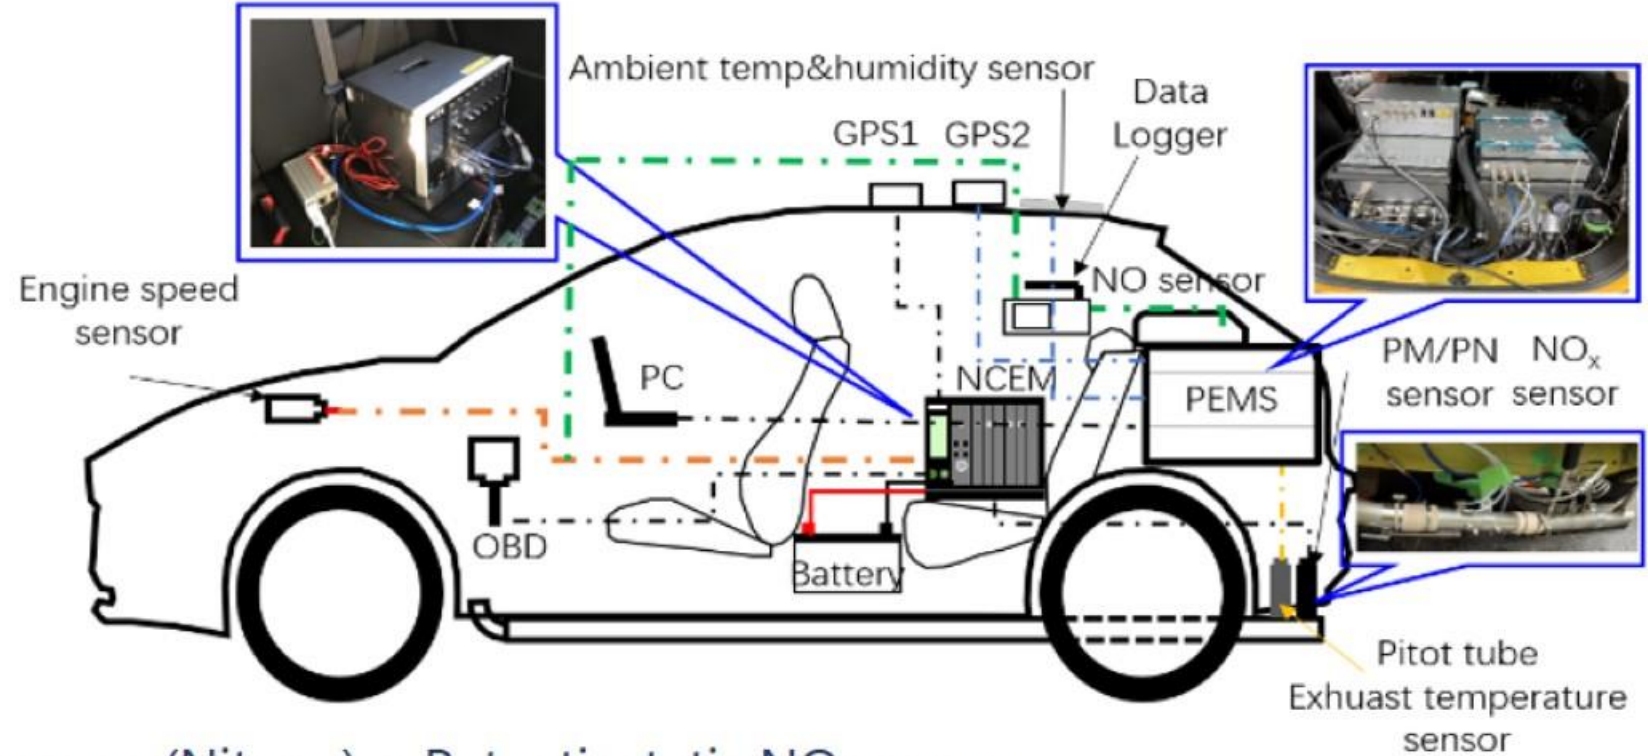 Ambient temp&humidity sensor
Data
Logger
GPS1 GPS2
NO sensor
Engine speed
sensor
PC
NCEM
PEMS
PM/PN NOₓ
sensor sensor
OBD
Battery
Pitot tube
Exhuast temperature
sensor